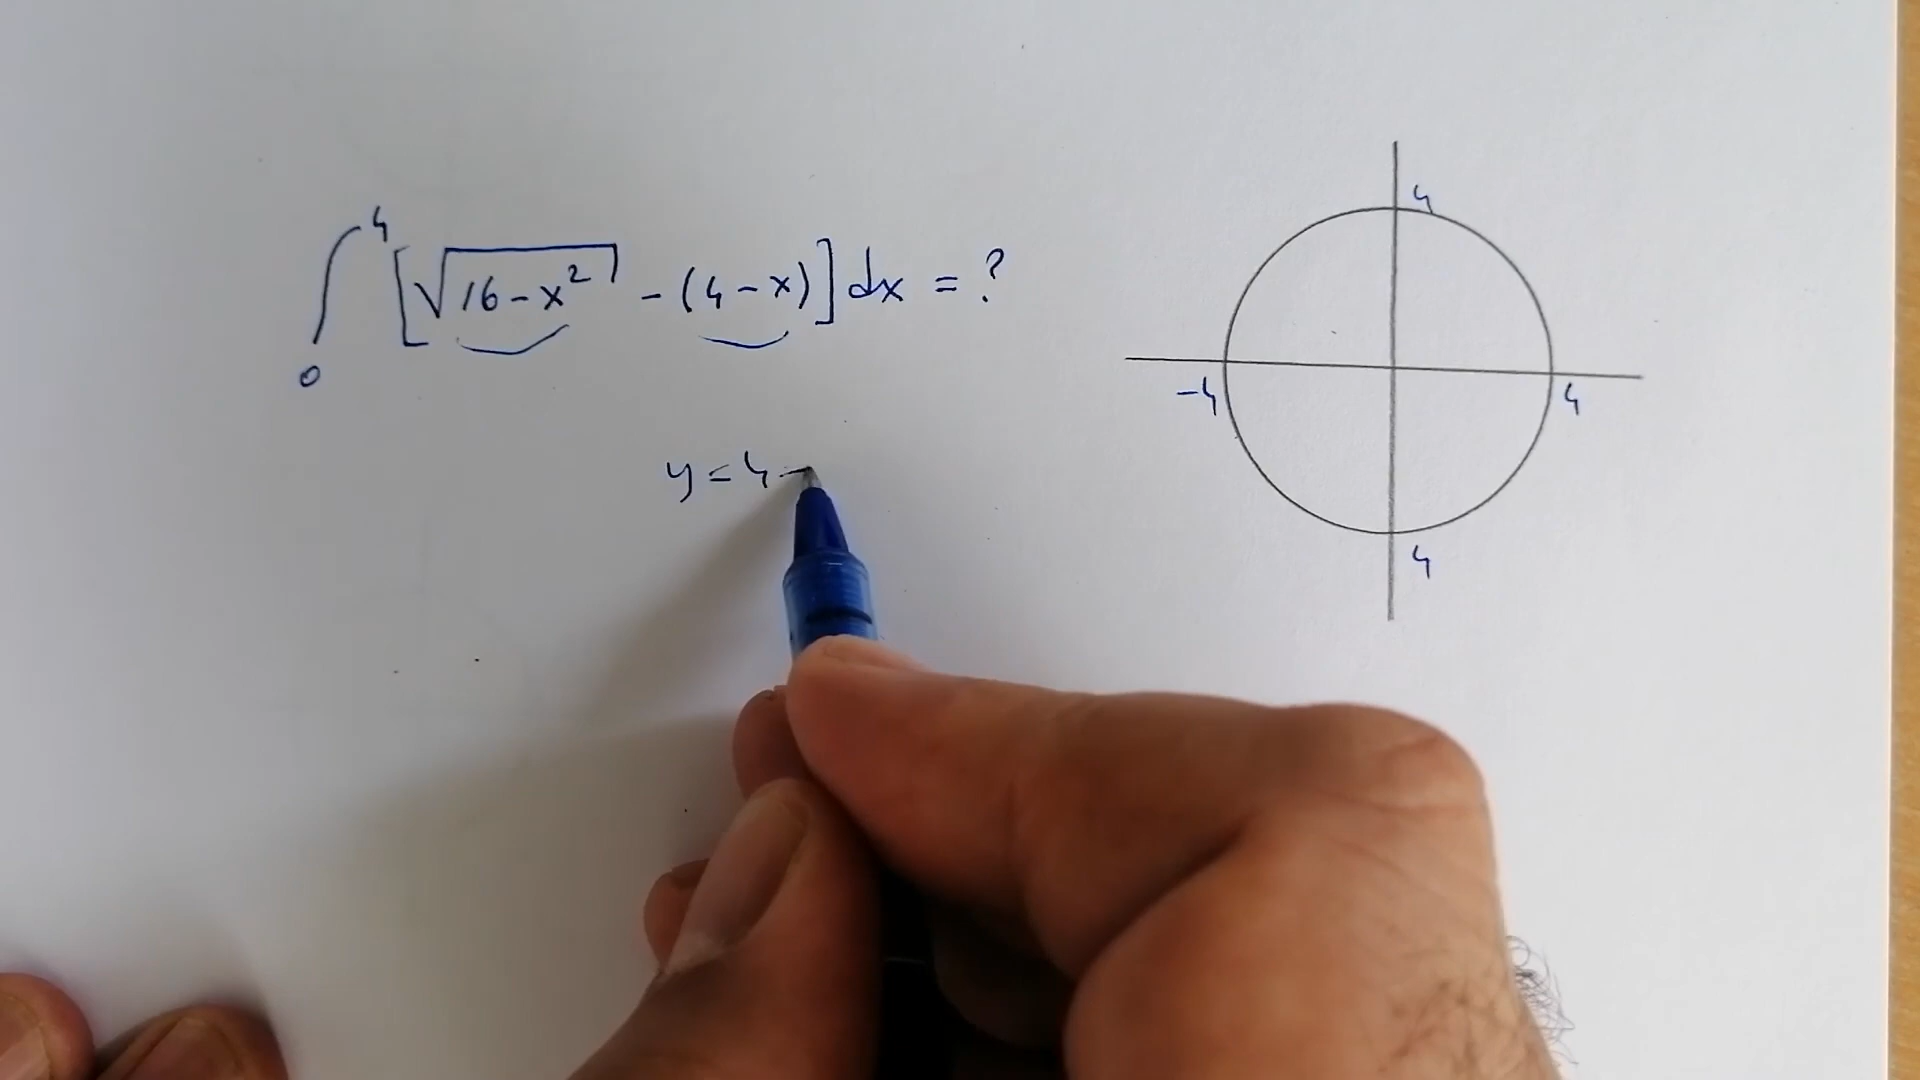 ∫₀⁴ [√(16-x²) - (4-x)] dx = ?
y = 4 -
4
-4 4
4